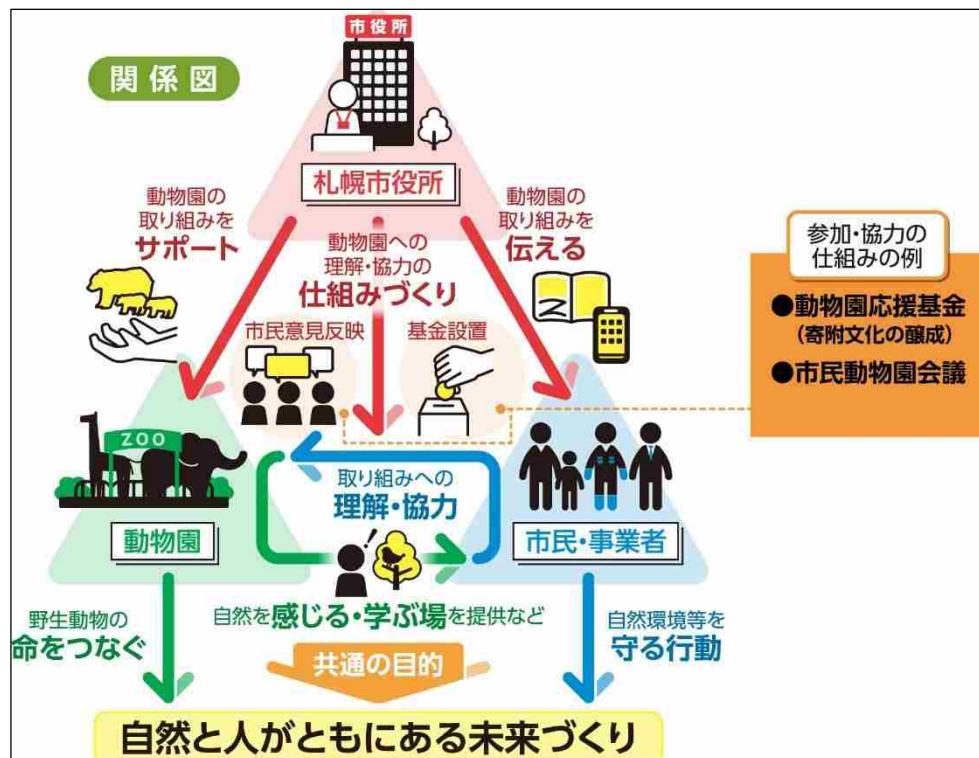 市役所
関係図
札幌市役所
動物園の
取り組みを
サポート
動物園への
理解・協力の
仕組みづくり
動物園の
取り組みを
伝える
市民意見反映
基金設置
参加・協力の
仕組みの例
●動物園応援基金
(寄附文化の醸成)
●市民動物園会議
ZOO
動物園
取り組みへの
理解・協力
市民・事業者
自然を感じる・学ぶ場を提供など
野生動物の
命をつなぐ
共通の目的
自然環境等を
守る行動
自然と人がともにある未来づくり